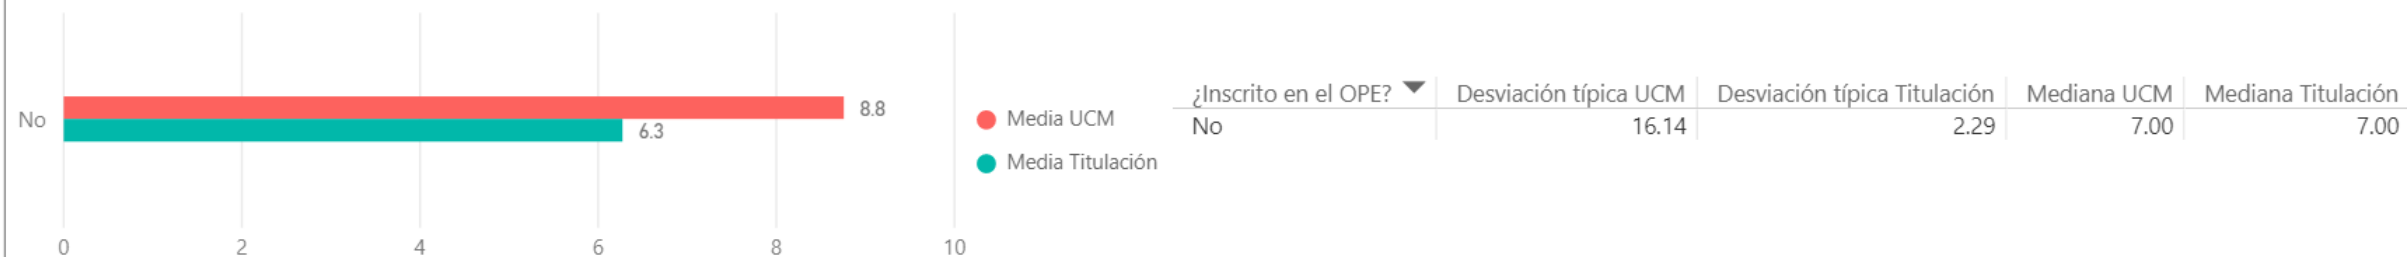 No
8.8
6.3
0 2 4 6 8 10
Media UCM
Media Titulación
¿Inscrito en el OPE? Desviación típica UCM Desviación típica Titulación Mediana UCM Mediana Titulación
No 16.14 2.29 7.00 7.00